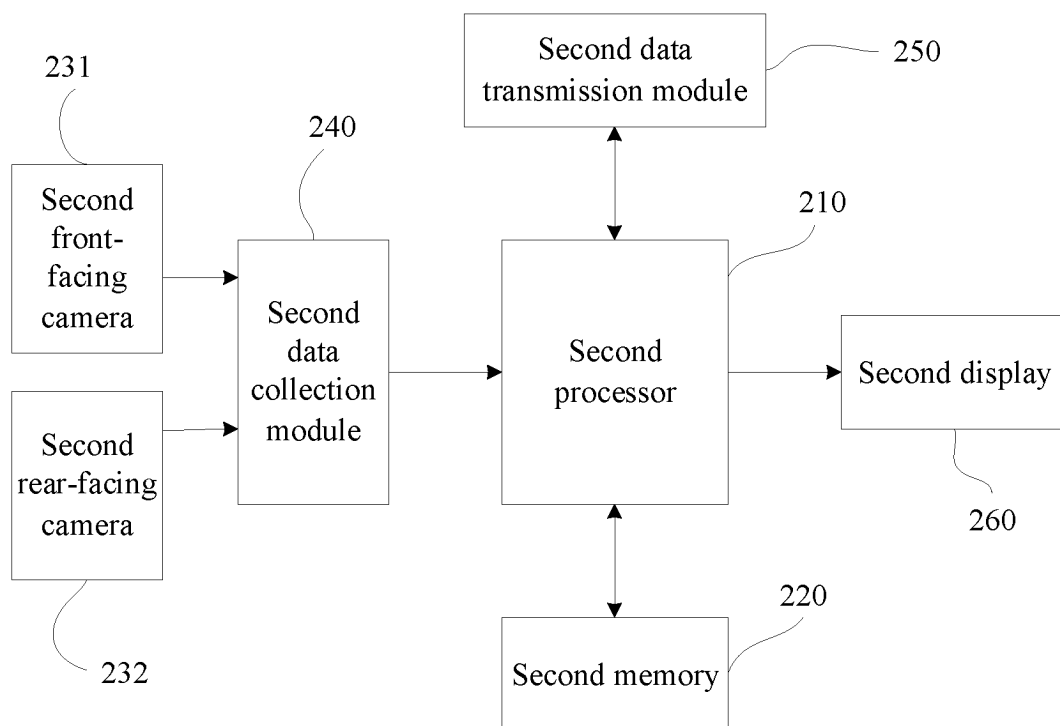 Second data
transmission module
250
231
240
Second
front-
facing
camera
210
Second
data
collection
module
Second
processor
Second display
Second
rear-facing
camera
260
232
220
Second memory